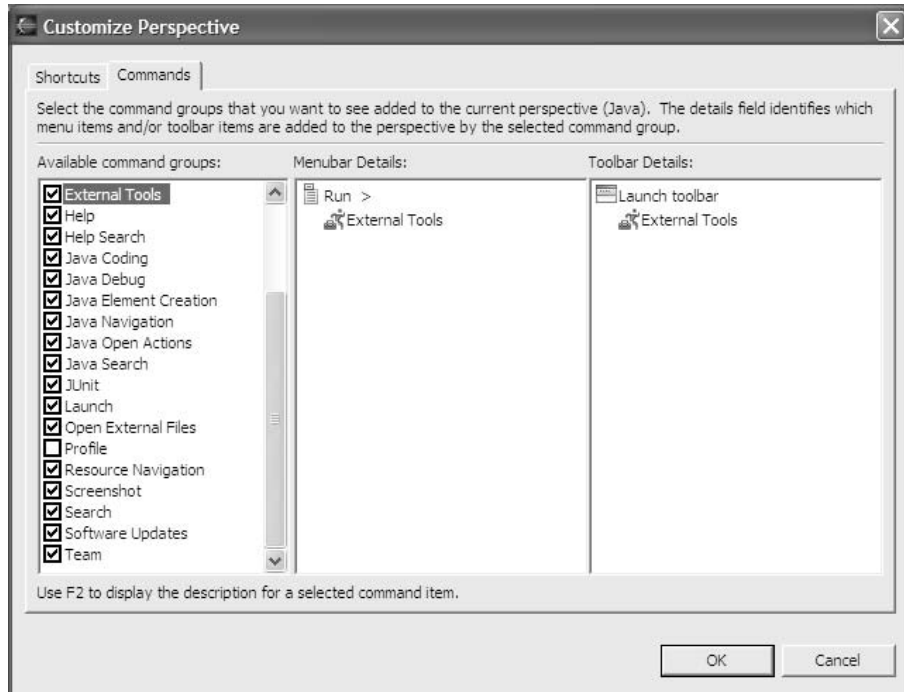 Customize Perspective
Shortcuts Commands
Select the command groups that you want to see added to the current perspective (Java). The details field identifies which
menu items and/or toolbar items are added to the perspective by the selected command group.
Available command groups:
Menubar Details:
Toolbar Details:
External Tools
Help
Help Search
Java Coding
Java Debug
Java Element Creation
Java Navigation
Java Open Actions
Java Search
JUnit
Launch
Open External Files
Profile
Resource Navigation
Screenshot
Search
Software Updates
Team
Run >
External Tools
Launch toolbar
External Tools
Use F2 to display the description for a selected command item.
OK
Cancel